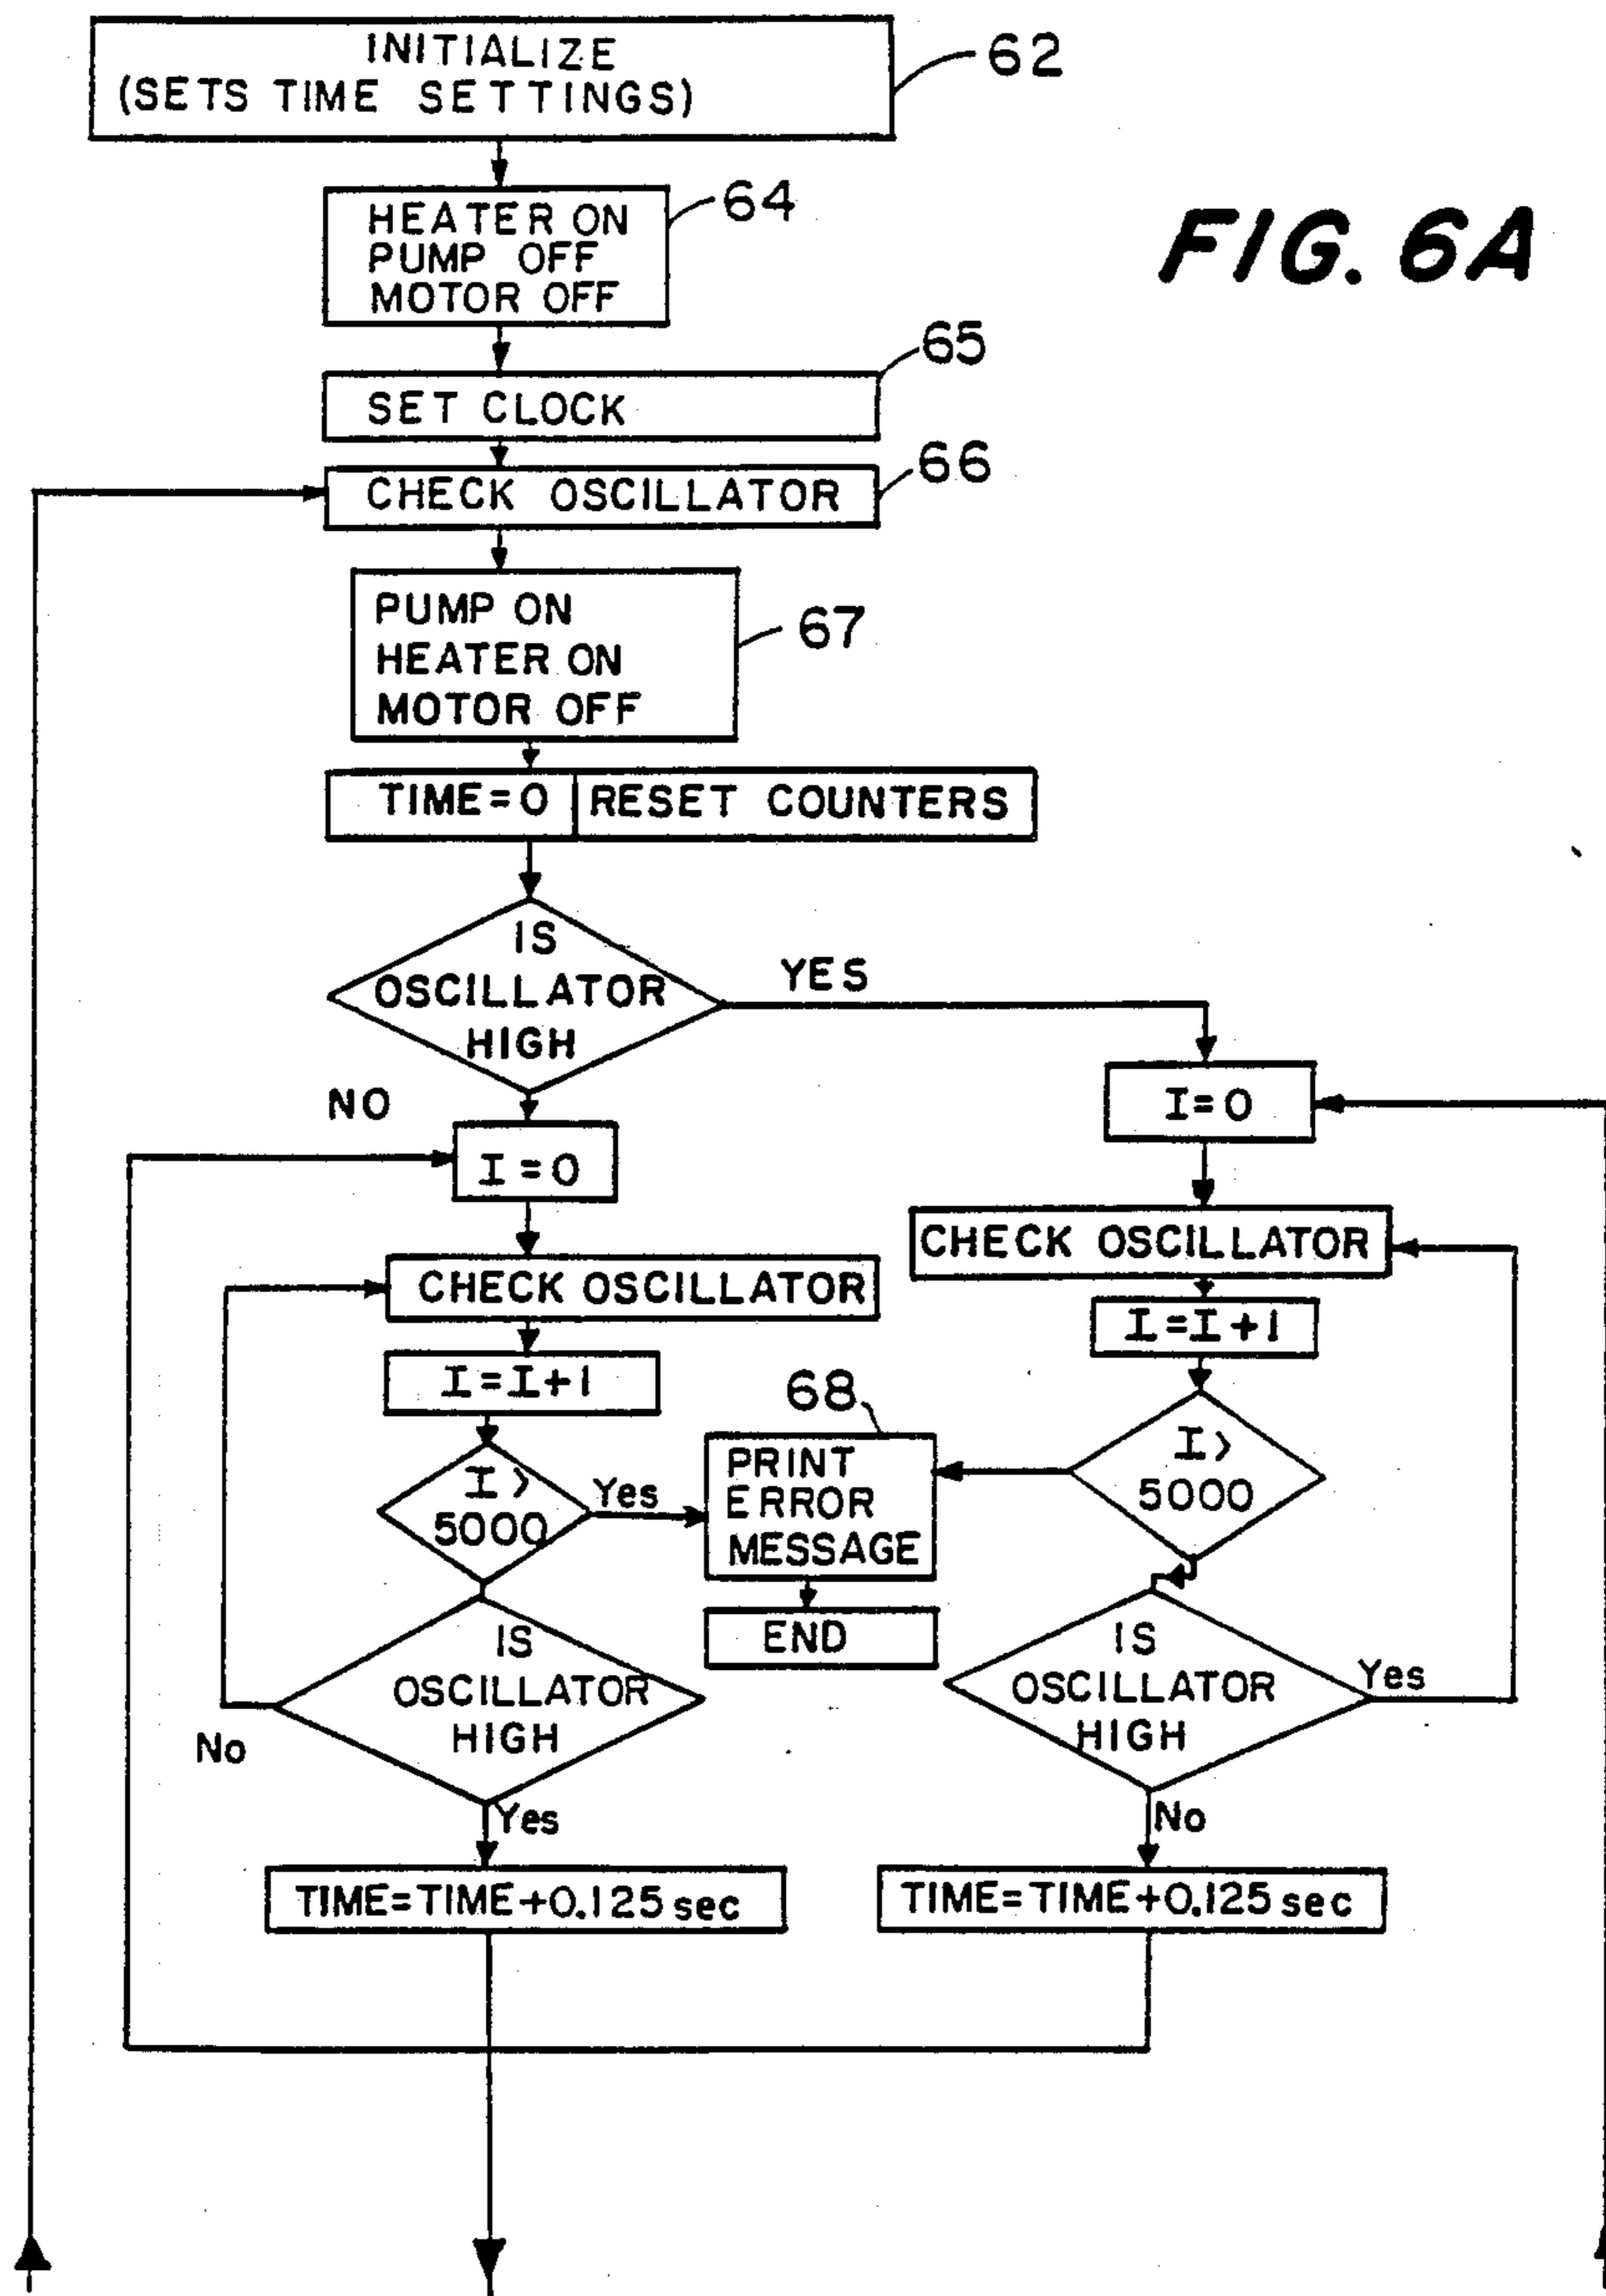 INITIALIZE
(SETS TIME SETTINGS)
62
HEATER ON
PUMP OFF
MOTOR OFF
64
FIG. 6A
65
SET CLOCK
66
CHECK OSCILLATOR
PUMP ON
HEATER ON
MOTOR OFF
67
TIME=0 RESET COUNTERS
IS
OSCILLATOR
HIGH
YES
NO
I=0
I=0
CHECK OSCILLATOR
CHECK OSCILLATOR
I=I+1
I=I+1
68
I>
5000
Yes
PRINT
ERROR
MESSAGE
I>
5000
END
IS
OSCILLATOR
HIGH
No
Yes
IS
OSCILLATOR
HIGH
Yes
No
TIME=TIME+0.125 sec
TIME=TIME+0.125 sec